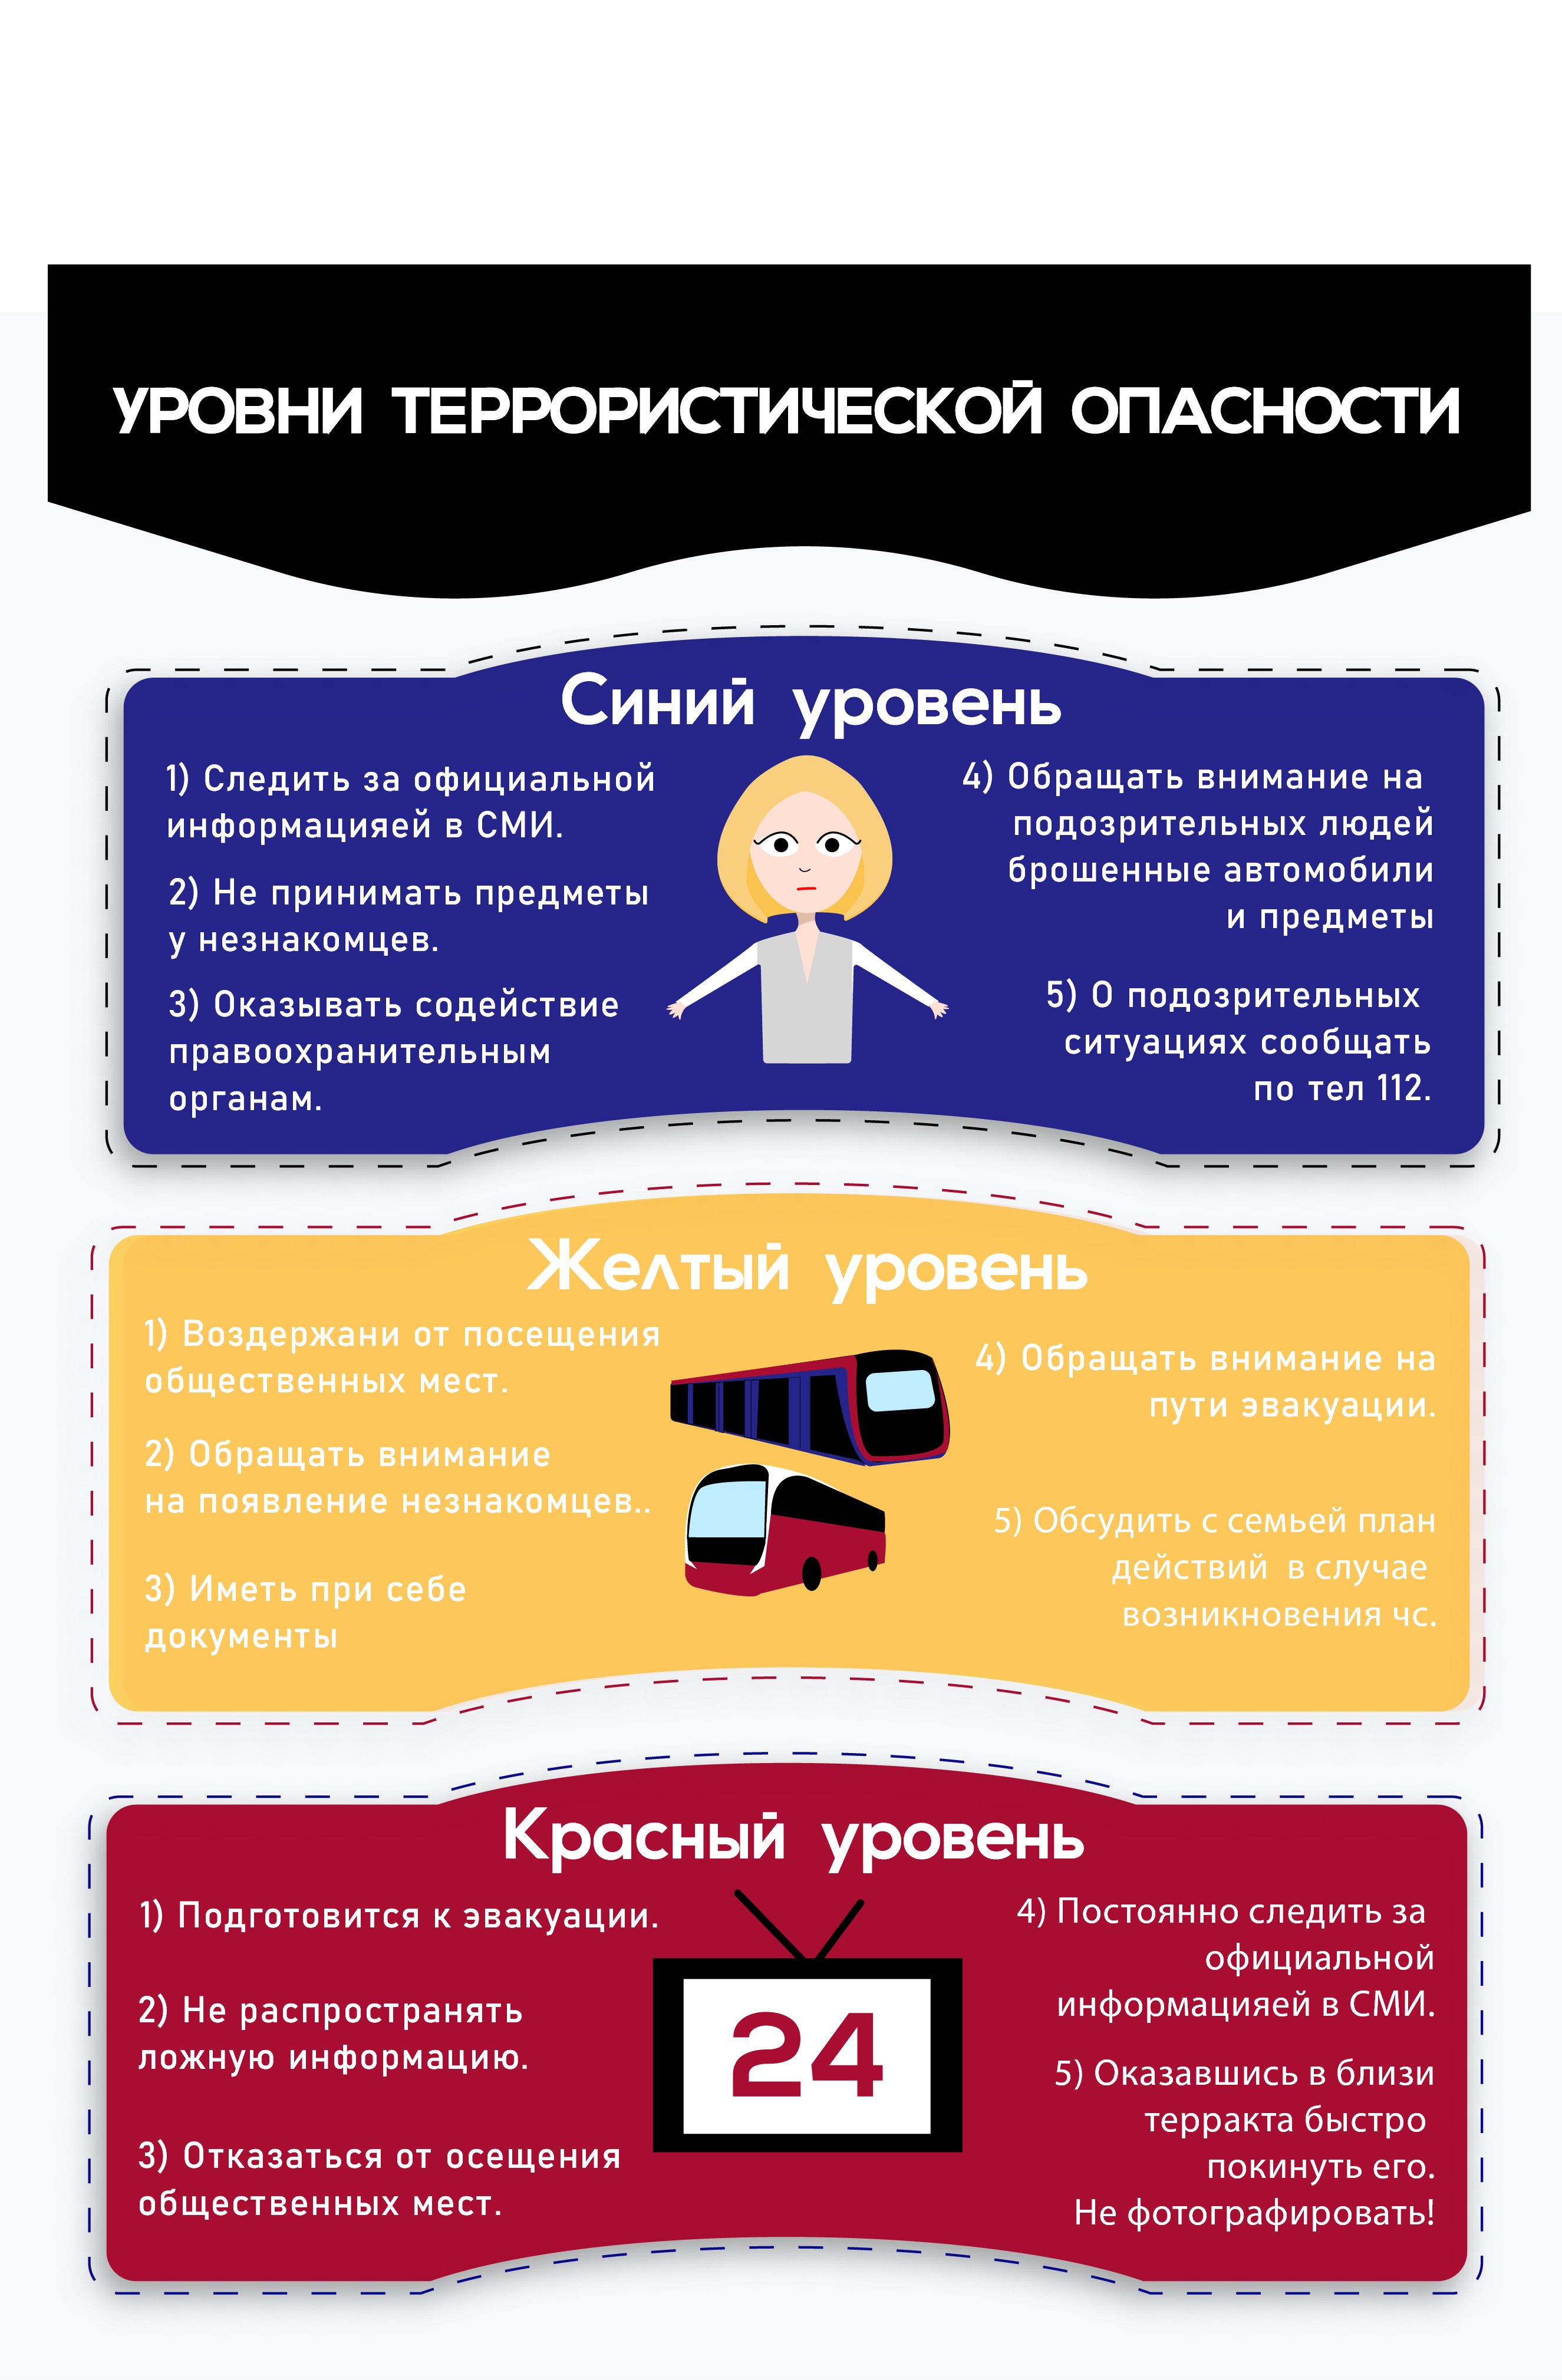 УРОВНИ ТЕРРОРИСТИЧЕСКОЙ ОПАСНОСТИ
Синий уровень
1) Следить за официальной
информацияей в СМИ.
2) Не принимать предметы
у незнакомцев.
3) Оказывать содействие
правоохранительным
органам.
4) Обращать внимание на
подозрительных людей
брошенные автомобили
и предметы
5) О подозрительных
ситуациях сообщать
по тел 112.
Желтый уровень
1) Воздержани от посещения
общественных мест.
2) Обращать внимание
на появление незнакомцев..
3) Иметь при себе
документы
4) Обращать внимание на
пути эвакуации.
5) Обсудить с семьей план
действий в случае
возникновения чс.
Красный уровень
1) Подготовится к эвакуации.
2) Не распространять
ложную информацию.
3) Отказаться от осещения
общественных мест.
24
4) Постоянно следить за
официальной
информацияей в СМИ.
5) Оказавшись в близи
терракта быстро
покинуть его.
Не фотографировать!